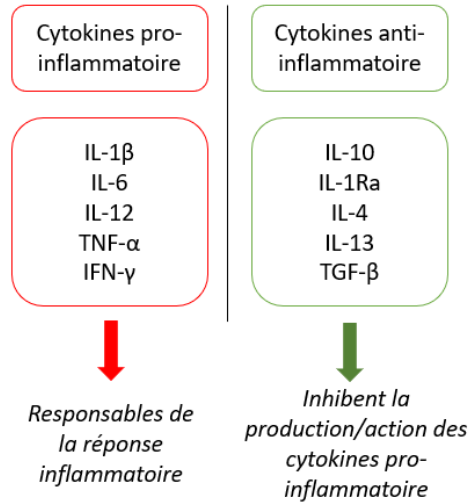 Cytokines pro-
inflammatoire
IL-1β
IL-6
IL-12
TNF-α
IFN-γ
Responsables de
la réponse
inflammatoire
Cytokines anti-
inflammatoire
IL-10
IL-1Ra
IL-4
IL-13
TGF-β
Inhibent la
production/action des
cytokines pro-
inflammatoire